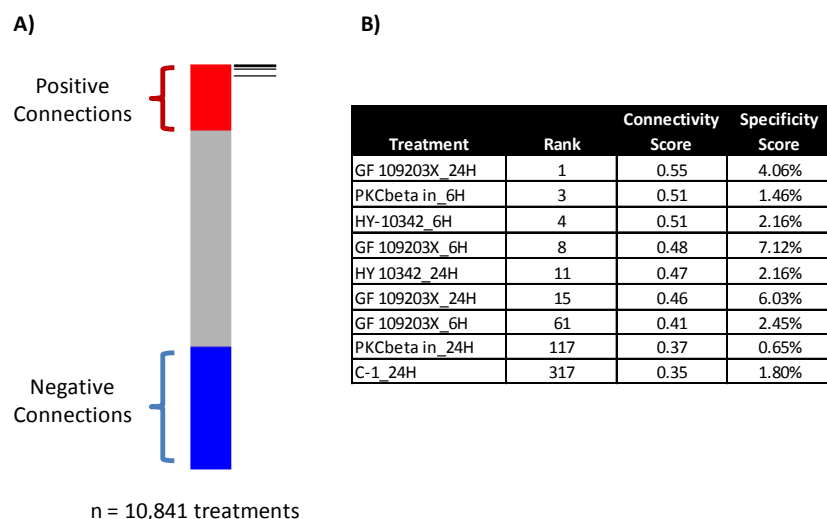 A)
Positive
Connections
Negative
Connections
n = 10,841 treatments
B)
Treatment Rank Connectivity Score Specificity Score
GF 109203X_24H 1 0.55 4.06%
PKCbeta in_6H 3 0.51 1.46%
HY-10342_6H 4 0.51 2.16%
GF 109203X_6H 8 0.48 7.12%
HY 10342_24H 11 0.47 2.16%
GF 109203X_24H 15 0.46 6.03%
GF 109203X_6H 61 0.41 2.45%
PKCbeta in_24H 117 0.37 0.65%
C-1_24H 317 0.35 1.80%